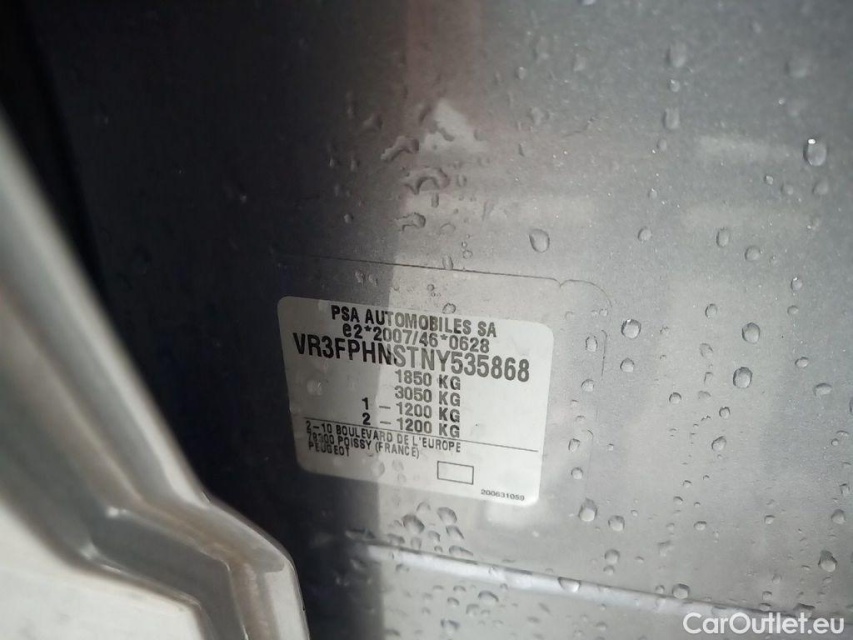 PSA AUTOMOBILES SA
e2*2007/46*0628
VR3FPHNSTNY535868
1850 KG
3050 KG
1 - 1200 KG
2 - 1200 KG
2-10 BOULEVARD DE L'EUROPE
78300 POISSY (FRANCE)
PEUGEOT
200631089
CarOutlet.eu